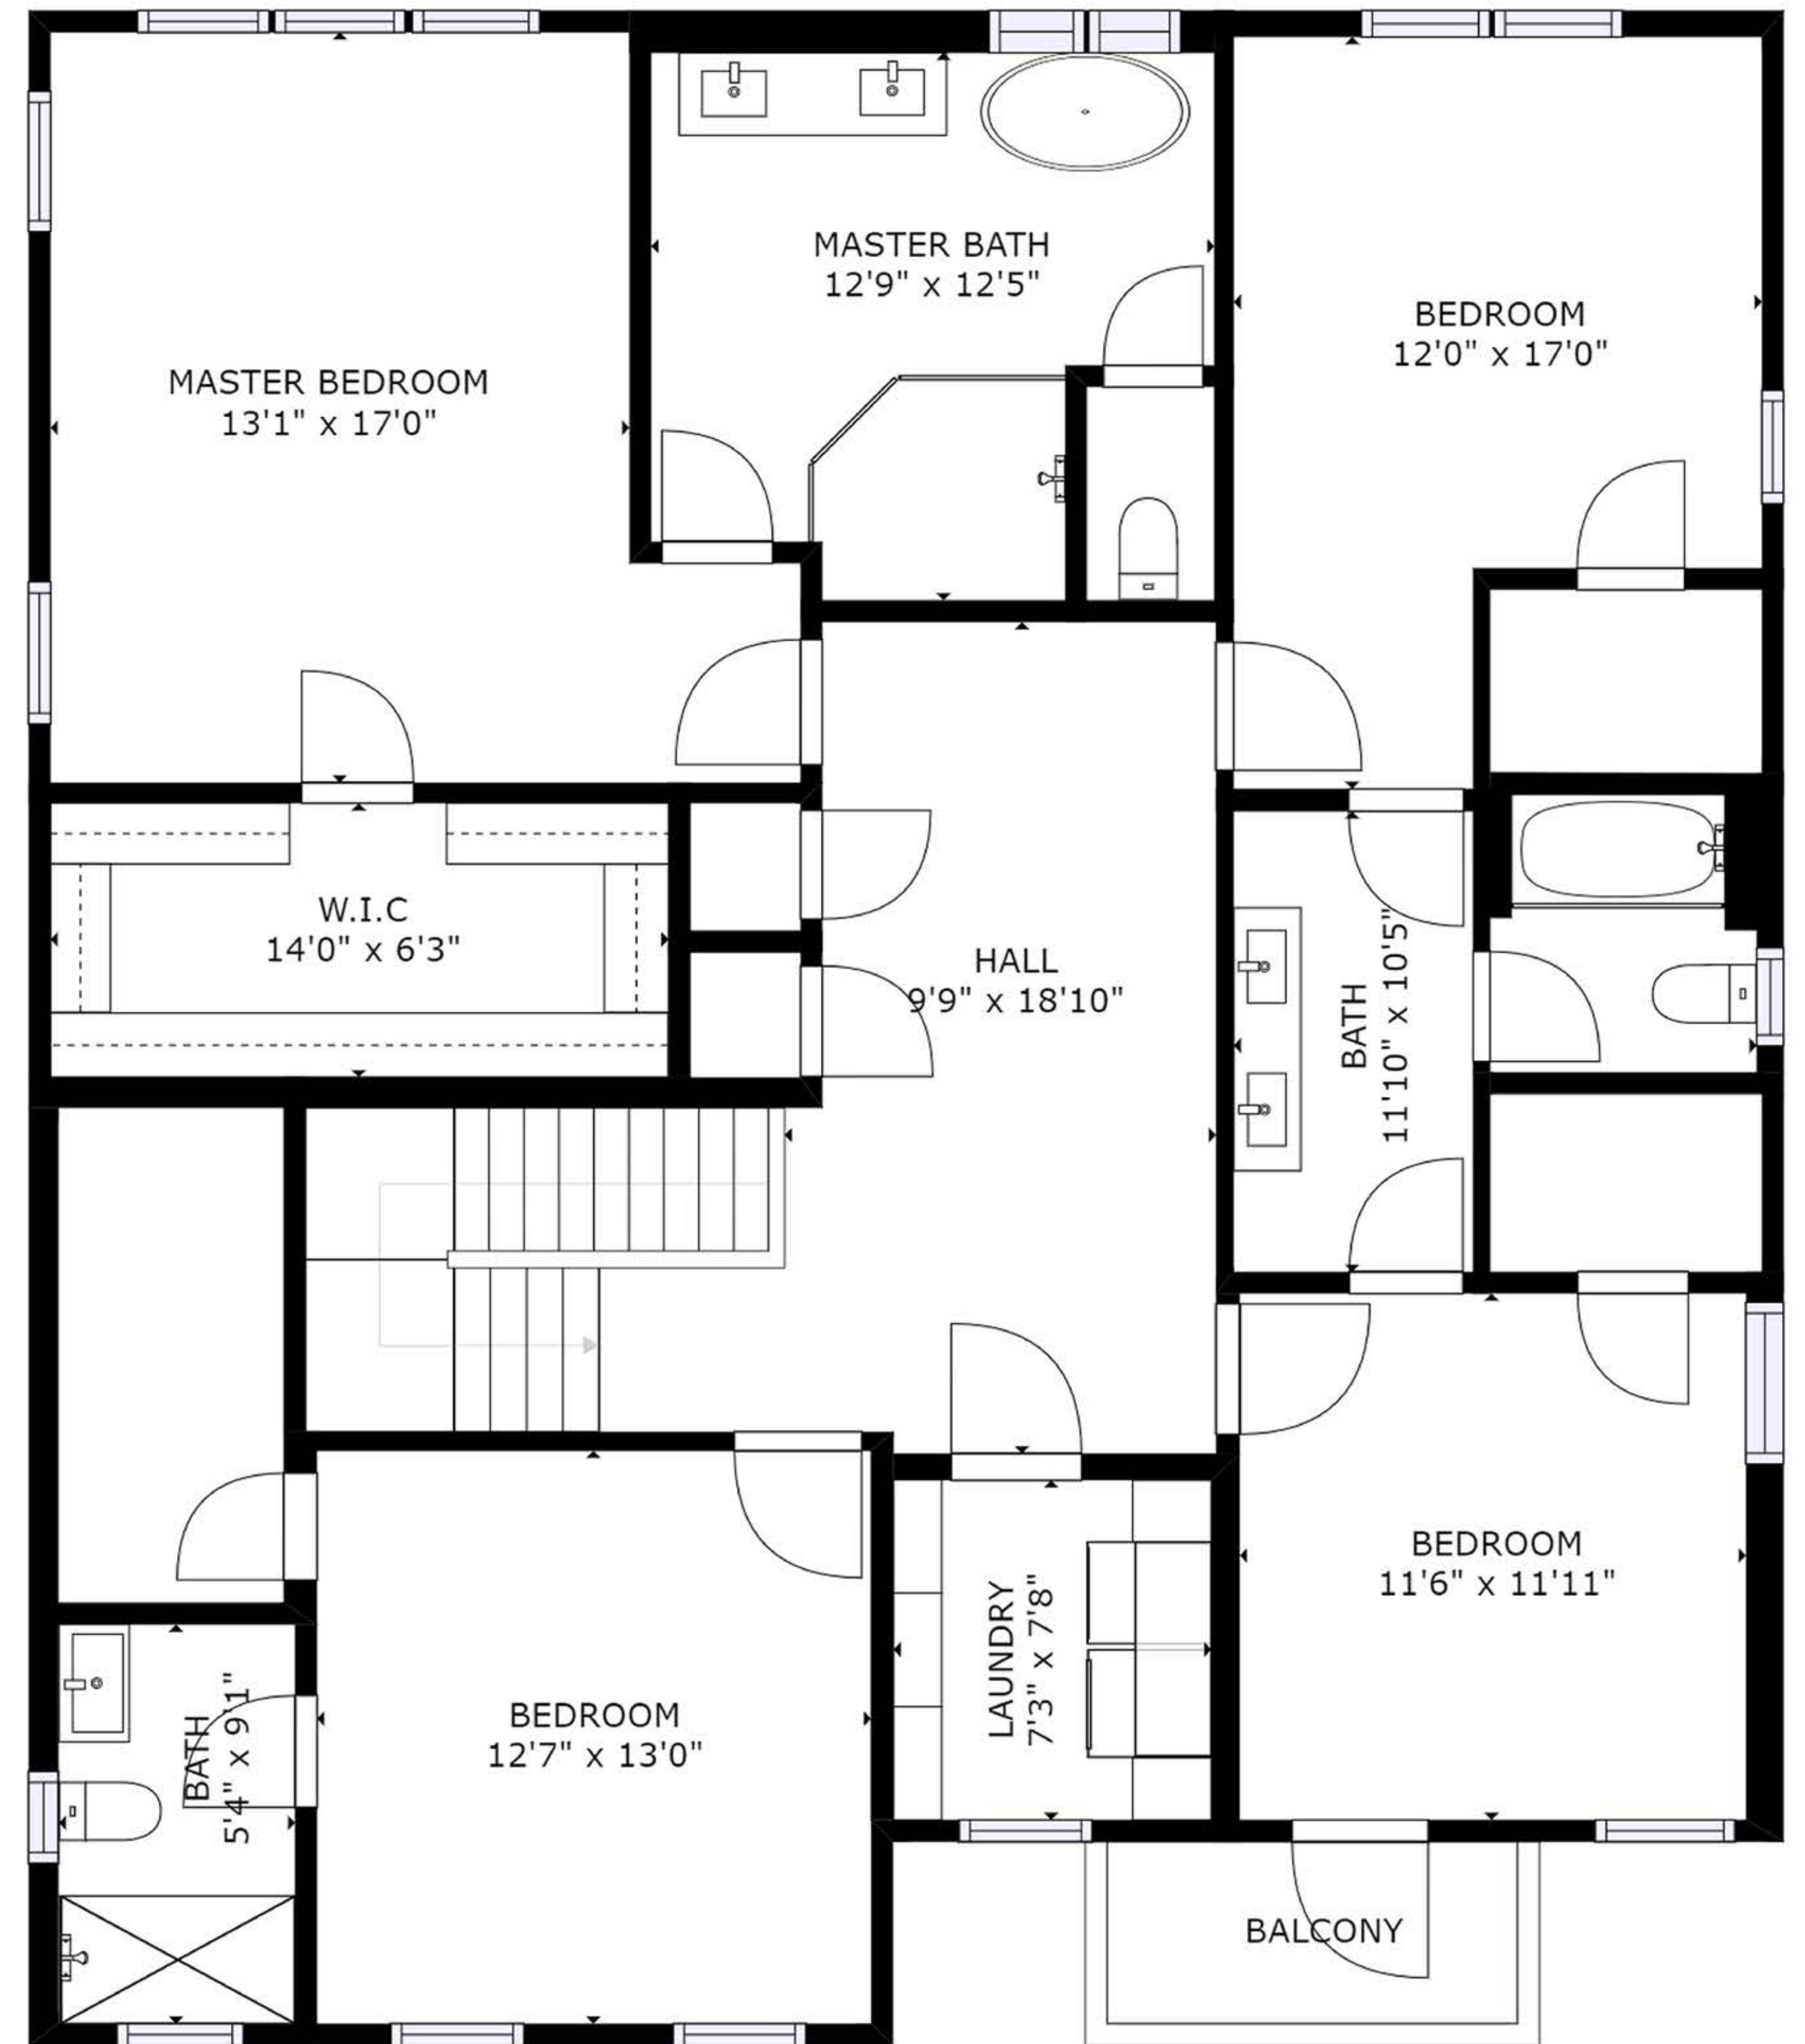 MASTER BATH
12'9" x 12'5"
BEDROOM
12'0" x 17'0"
MASTER BEDROOM
13'1" x 17'0"
W.I.C
14'0" x 6'3"
HALL
9'9" x 18'10"
BATH
11'10" x 10'5"
BEDROOM
11'6" x 11'11"
LAUNDRY
7'3" x 7'8"
BEDROOM
12'7" x 13'0"
BATH
5'4" x 9'1"
BALCONY